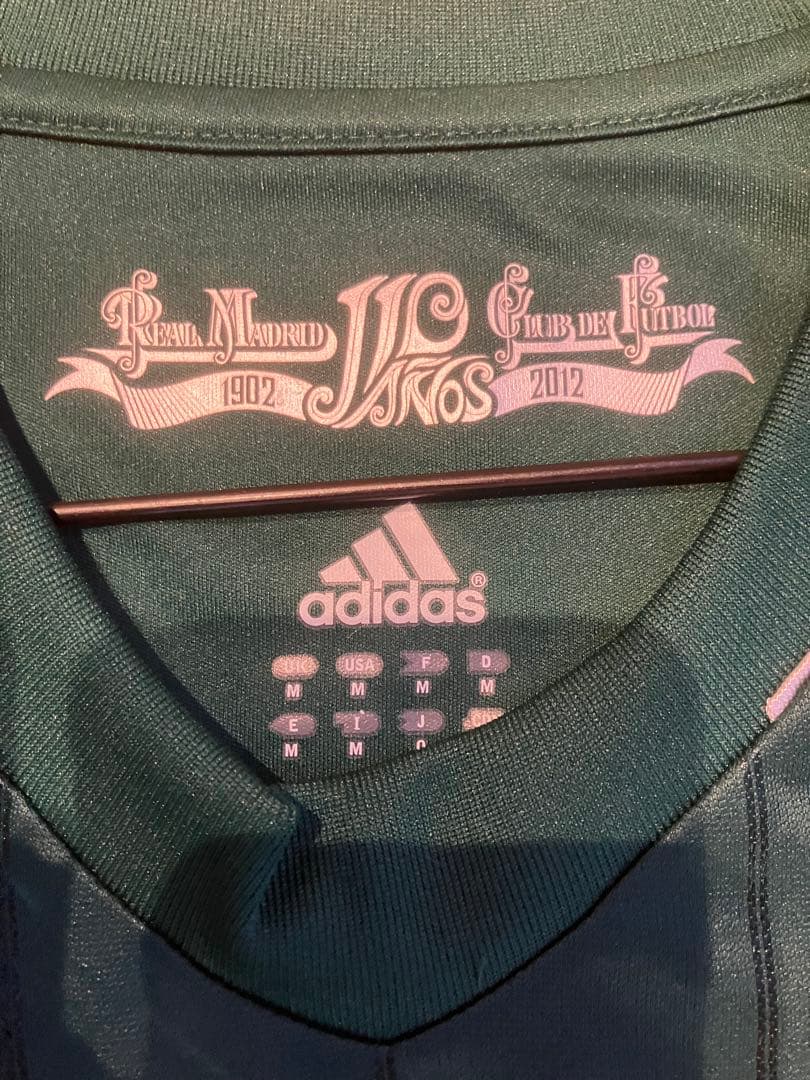 REAL MADRID 110 AÑOS CLUB DE FUTBOL
1902 2012
adidas®
UK USA F D
M M M M
E I J
M M